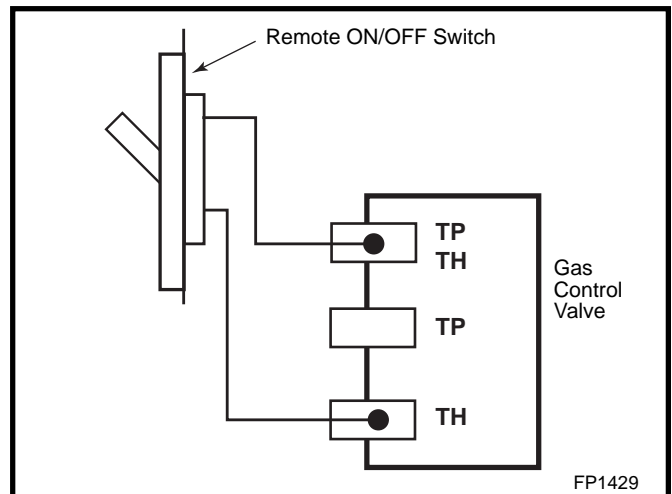 Remote ON/OFF Switch
TP
TH
Gas
Control
Valve
TP
TH
FP1429